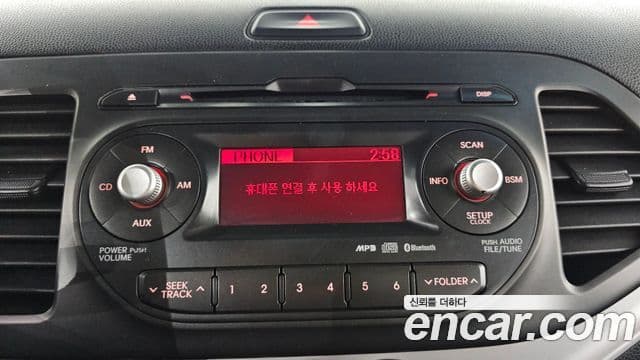 DISP
PHONE 2:58
휴대폰 연결 후 사용 하세요
FM
CD AM
AUX
POWER PUSH
VOLUME
SCAN
INFO BSM
SETUP
CLOCK
PUSH AUDIO
FILE/TUNE
MP3 Bluetooth
SEEK
TRACK
1 2 3 4 5 6
FOLDER
신뢰를 더하다
encar.com